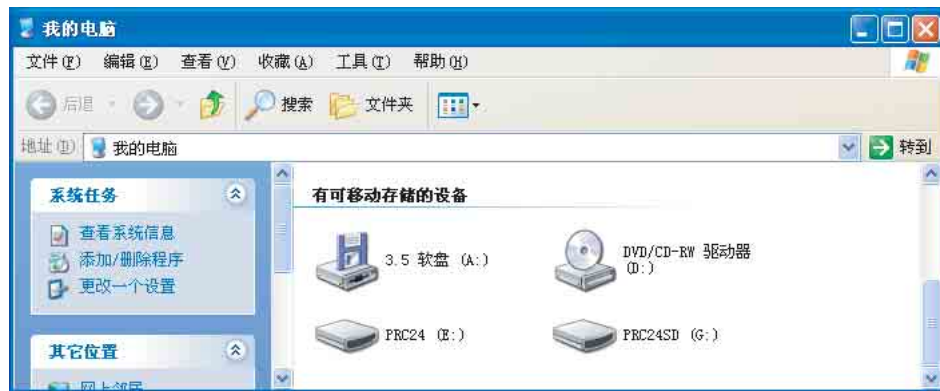 我的电脑
文件(F) 编辑(E) 查看(V) 收藏(A) 工具(T) 帮助(H)
后退 搜索 文件夹
地址(D) 我的电脑 转到
系统任务
查看系统信息
添加/删除程序
更改一个设置
其它位置
网上邻居
有可移动存储的设备
3.5 软盘 (A:)
DVD/CD-RW 驱动器
(D:)
PRC24 (E:)
PRC24SD (G:)